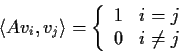 ⟨Av_i, v_j⟩ = { 1 i = j
0 i ≠ j